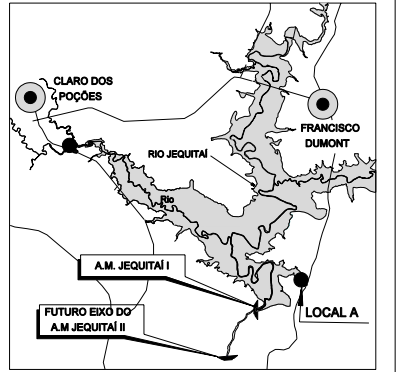 CLARO DOS
POÇÕES
FRANCISCO
DUMONT
RIO JEQUITAÍ
Rio
A.M. JEQUITAÍ I
FUTURO EIXO DO
A.M JEQUITAÍ II
LOCAL A